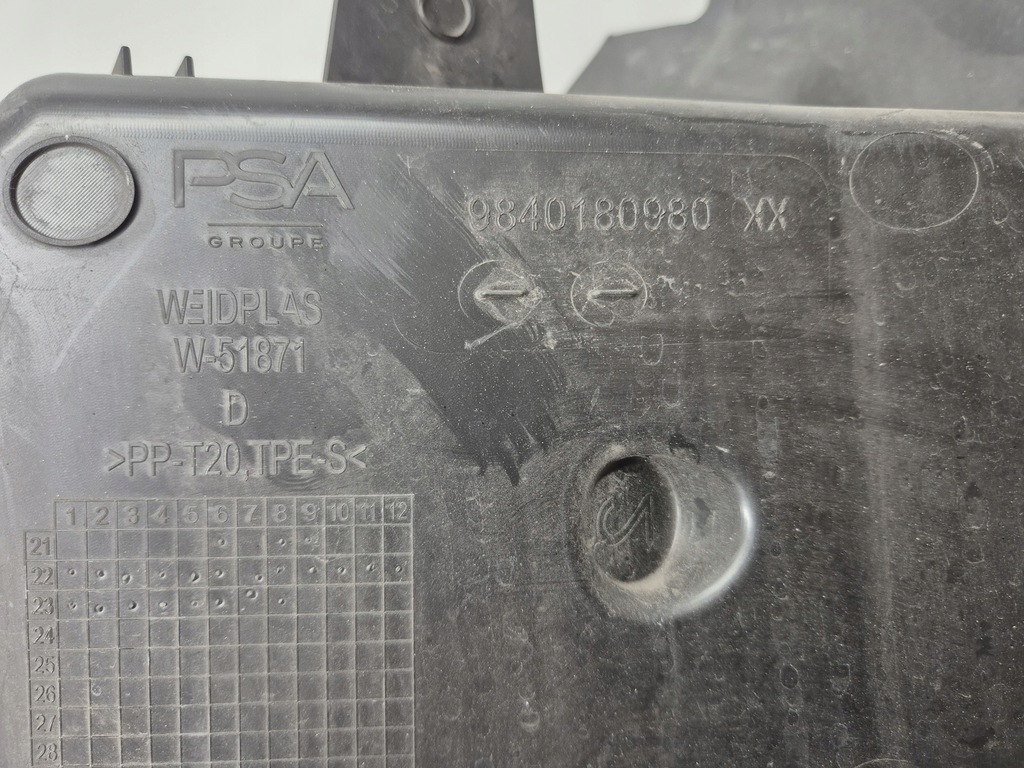 PSA
GROUPE
9840180980 XX
WEIDPLAS
W-51871
D
>PP-T20,TPE-S<
1 2 3 4 5 6 7 8 9 10 11 12
21
22
23
24
25
26
27
28